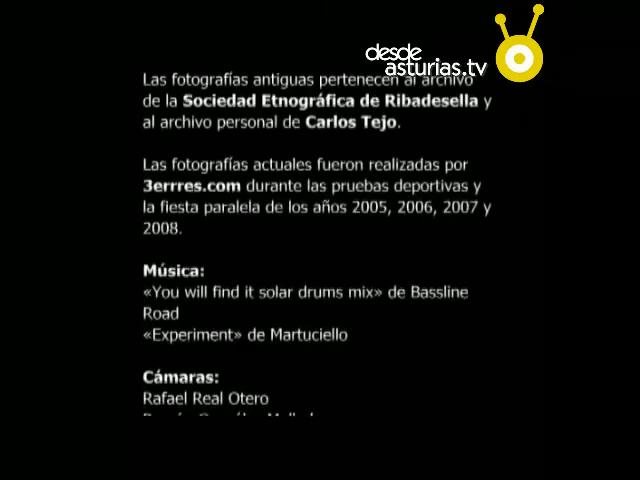 desde
asturias.tv
Las fotografías antiguas pertenecen al archivo
de la Sociedad Etnográfica de Ribadesella y
al archivo personal de Carlos Tejo.
Las fotografías actuales fueron realizadas por
3errres.com durante las pruebas deportivas y
la fiesta paralela de los años 2005, 2006, 2007 y
2008.
Música:
«You will find it solar drums mix» de Bassline
Road
«Experiment» de Martuciello
Cámaras:
Rafael Real Otero